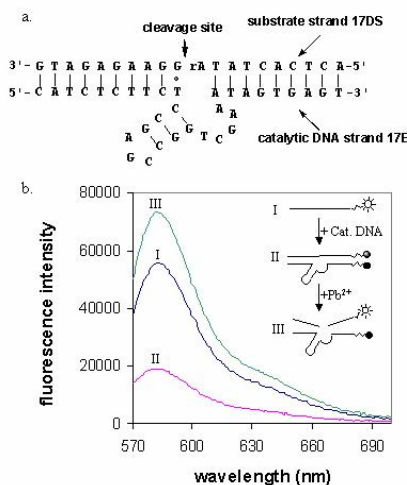 a.
cleavage site
substrate strand 17DS
3'- G T A G A G A A G G rA T A T C A C T C A -5'
5'- C A T C T C T T C T A T A G T G A G T -3'
C A
C G A
A G C G T C G
G C
A G C
catalytic DNA strand 17E
b.
80000
60000
40000
20000
0
570 600 630 660 690
fluorescence intensity
wavelength (nm)
III
I
II
I
+ Cat. DNA
II
+Pb2+
III